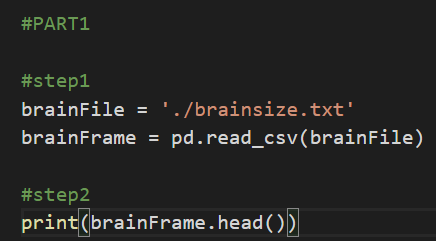 #PART1
#step1
brainFile = './brainsize.txt'
brainFrame = pd.read_csv(brainFile)
#step2
print(brainFrame.head())